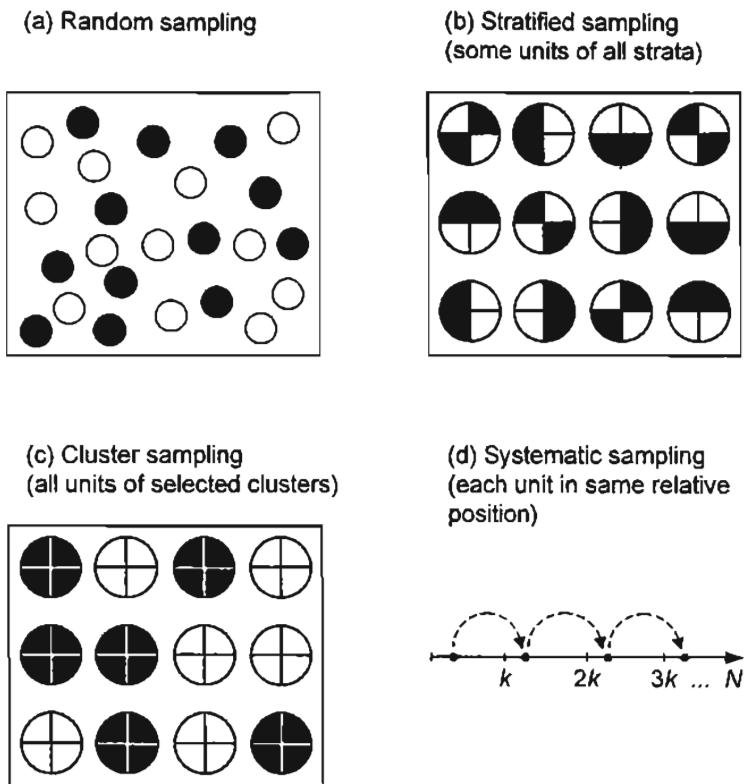 (a) Random sampling
(b) Stratified sampling
(some units of all strata)
(c) Cluster sampling
(all units of selected clusters)
(d) Systematic sampling
(each unit in same relative
position)
k 2k 3k ... N